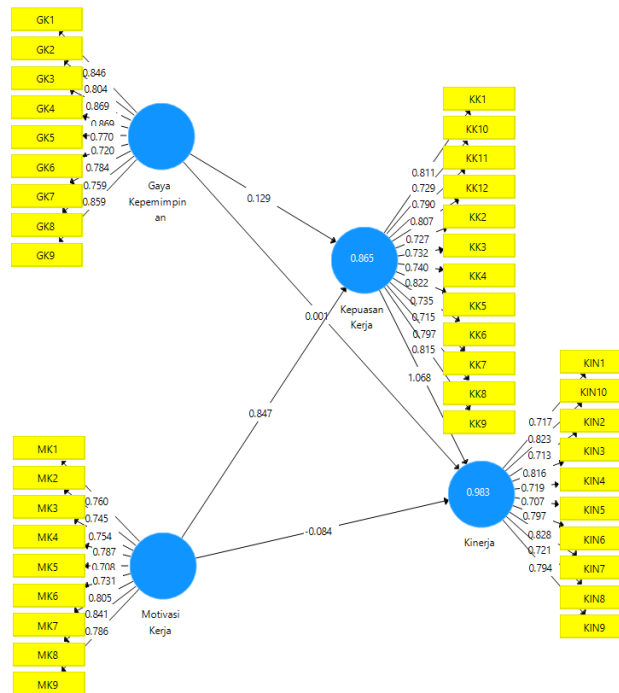 GK1
GK2
GK3
GK4
GK5
GK6
GK7
GK8
GK9
0.846
0.804
0.869
0.869
0.770
0.720
0.784
0.759
0.859
Gaya
Kepemimpin
an
0.129
0.001
KK1
KK10
KK11
KK12
KK2
KK3
KK4
KK5
KK6
KK7
KK8
KK9
0.811
0.729
0.790
0.807
0.727
0.732
0.740
0.822
0.735
0.715
0.797
0.815
0.865
Kepuasan
Kerja
1.068
0.847
MK1
MK2
MK3
MK4
MK5
MK6
MK7
MK8
MK9
0.760
0.745
0.754
0.787
0.708
0.731
0.805
0.841
0.786
Motivasi
Kerja
-0.084
0.983
Kinerja
KIN1
KIN10
KIN2
KIN3
KIN4
KIN5
KIN6
KIN7
KIN8
KIN9
0.717
0.823
0.713
0.816
0.719
0.707
0.797
0.828
0.721
0.794